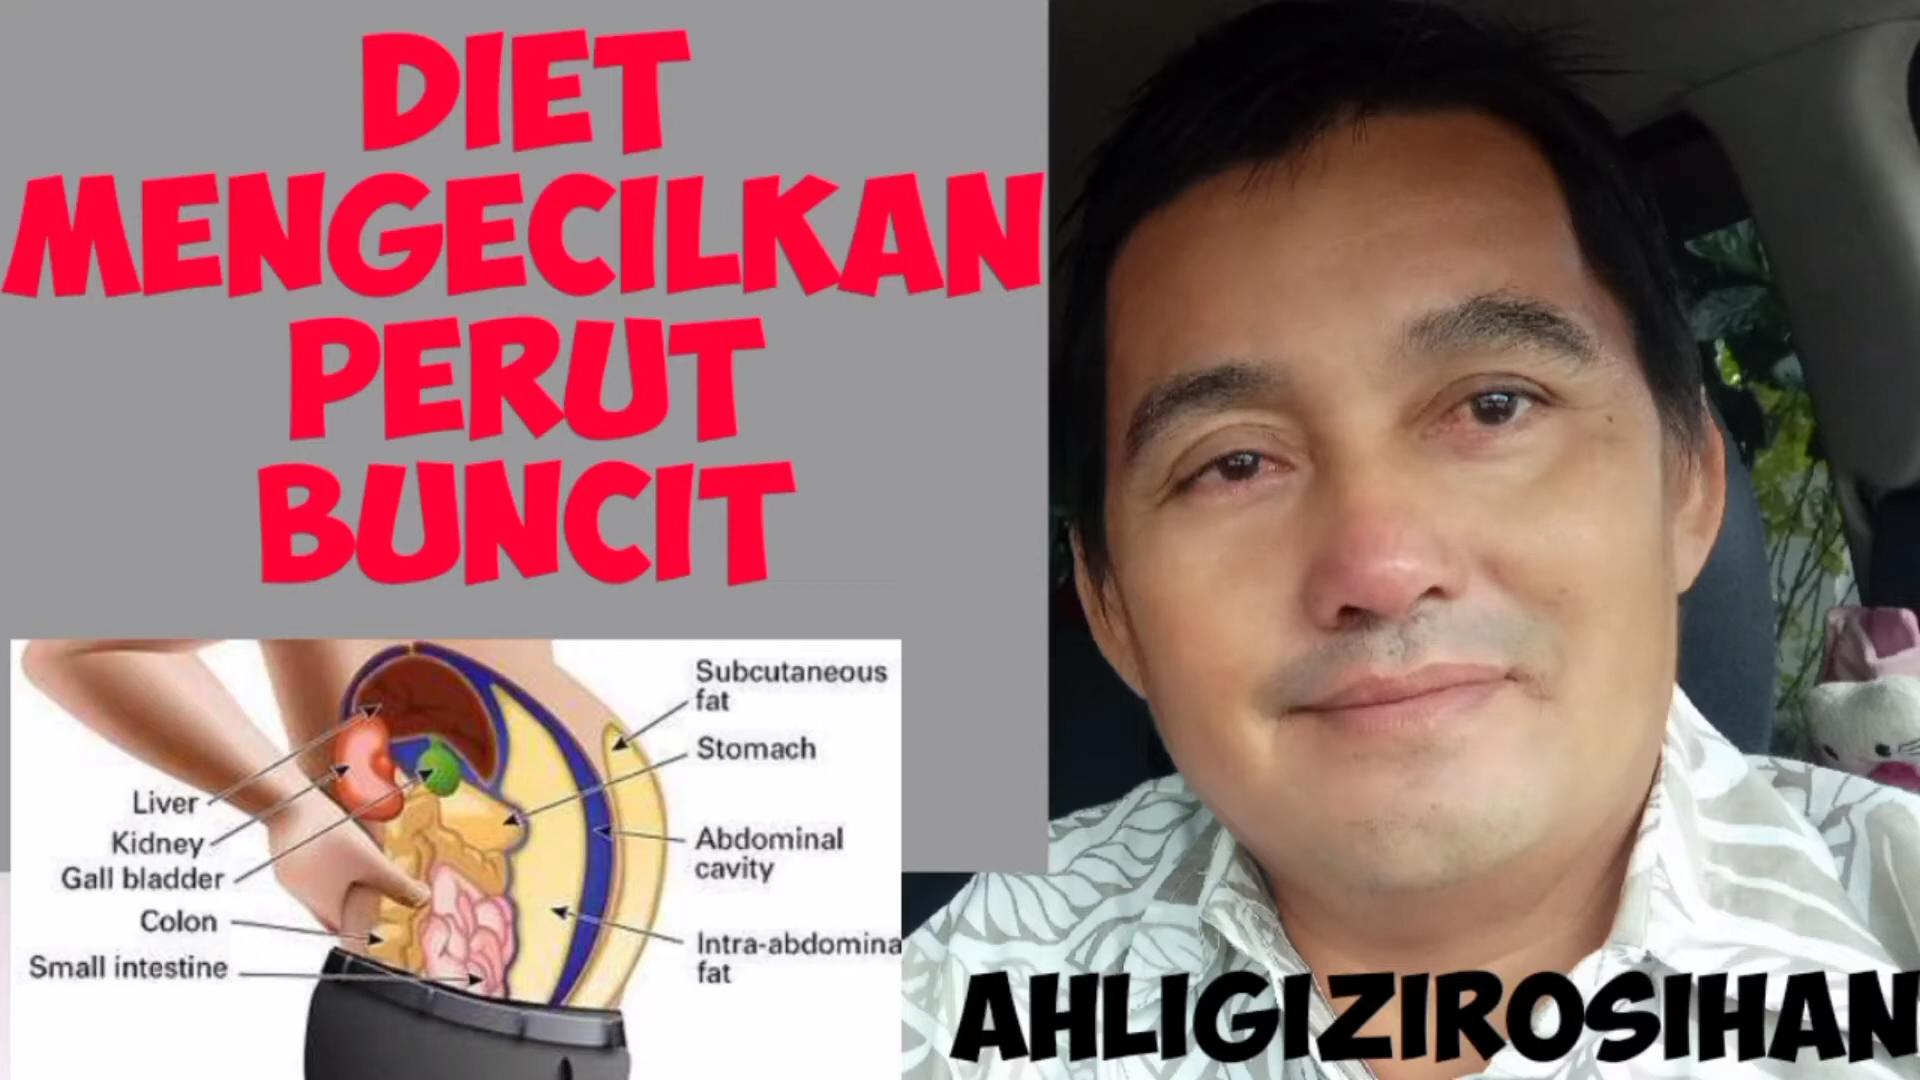 DIET
MENGECILKAN
PERUT
BUNCIT
Subcutaneous
fat
Stomach
Liver
Kidney
Gall bladder
Abdominal
cavity
Colon
Small intestine
Intra-abdomina
fat
AHLIGIZIROSIHAN